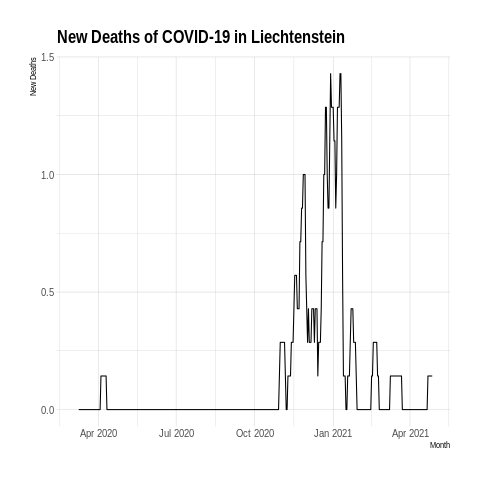 New Deaths of COVID-19 in Liechtenstein
New Deaths
1.5
1.0
0.5
0.0
Apr 2020 Jul 2020 Oct 2020 Jan 2021 Apr 2021
Month